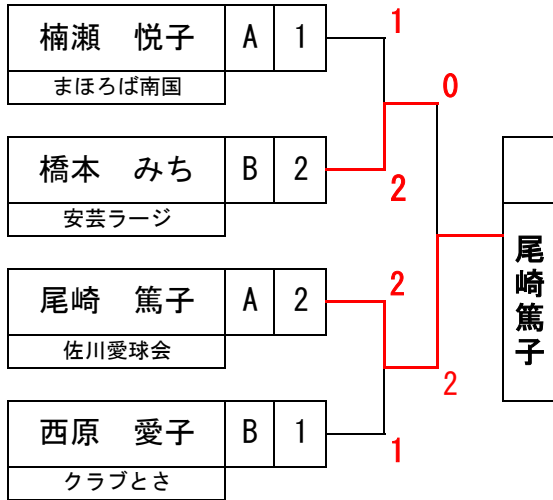 楠瀬 悦子 A 1
まほろば南国
1
0
橋本 みち B 2
安芸ラージ
2
尾崎 篤子 A 2
佐川愛球会
2
2
西原 愛子 B 1
クラブとさ
1
尾崎篤子